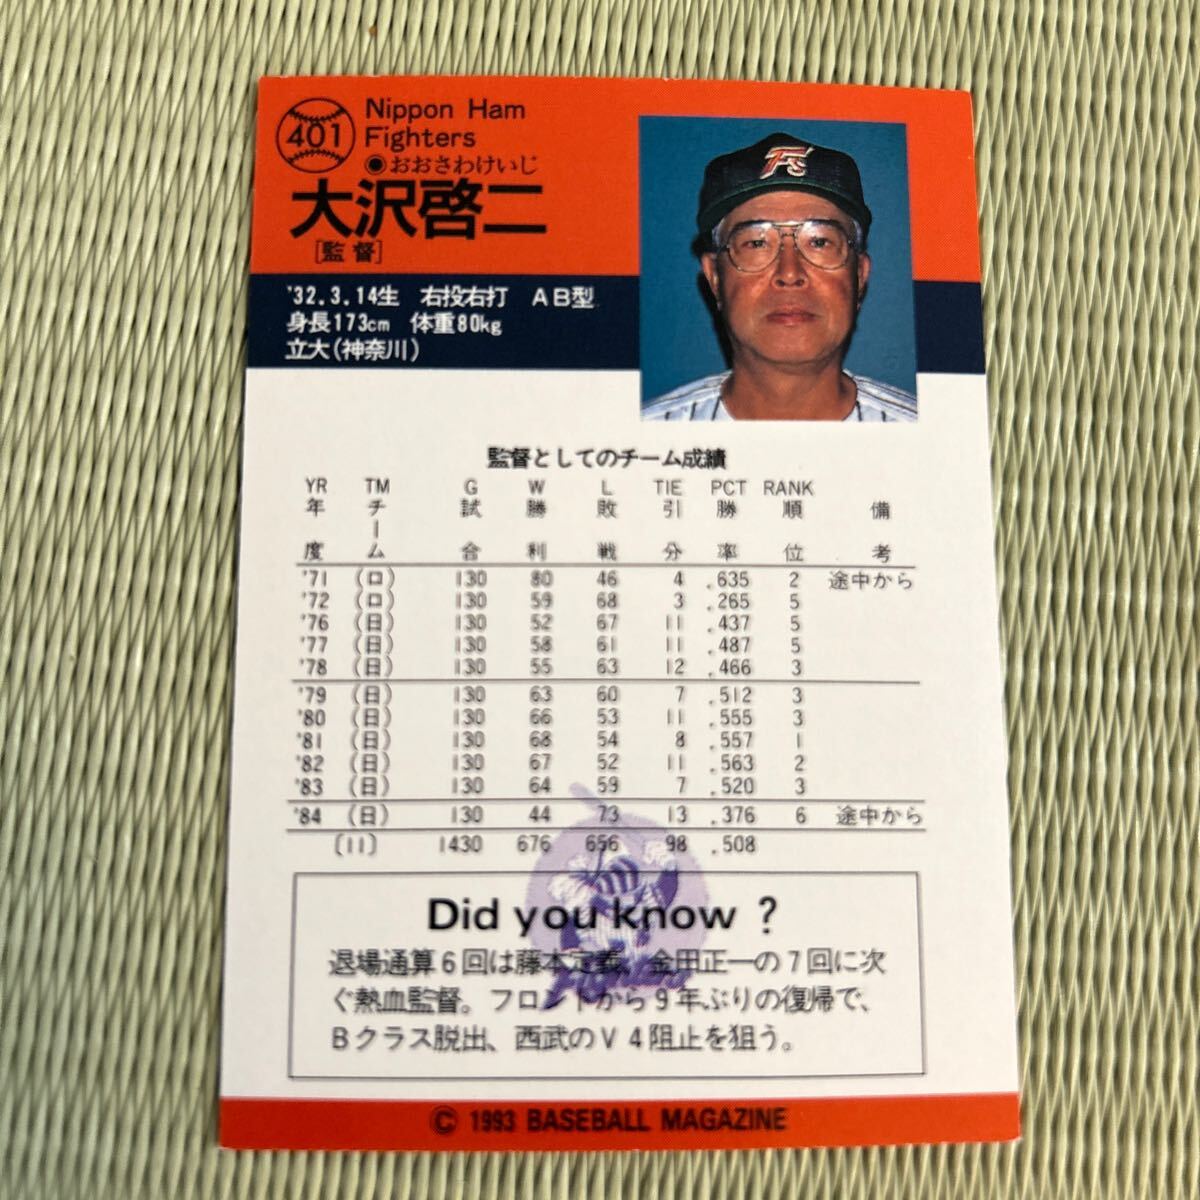 401
Nippon Ham
Fighters
●おおさわけいじ
大沢啓二
[監督]
'32.3.14生 右投右打 AB型
身長173cm 体重80kg
立大(神奈川)
F's
監督としてのチーム成績
YR TM G W L TIE PCT RANK
年度 チーム 試合 勝利 敗戦 引分 勝率 順位 備考
'71 (ロ) 130 80 46 4 .635 2 途中から
'72 (ロ) 130 59 68 3 .265 5
'76 (日) 130 52 67 11 .437 5
'77 (日) 130 58 61 11 .487 5
'78 (日) 130 55 63 12 .466 3
'79 (日) 130 63 60 7 .512 3
'80 (日) 130 66 53 11 .555 3
'81 (日) 130 68 54 8 .557 1
'82 (日) 130 67 52 11 .563 2
'83 (日) 130 64 59 7 .520 3
'84 (日) 130 44 73 13 .376 6 途中から
(11) 1430 676 656 98 .508
Did you know ?
退場通算6回は藤本定義、金田正一の7回に次
ぐ熱血監督。フロントから9年ぶりの復帰で、
Bクラス脱出、西武のV4阻止を狙う。
© 1993 BASEBALL MAGAZINE